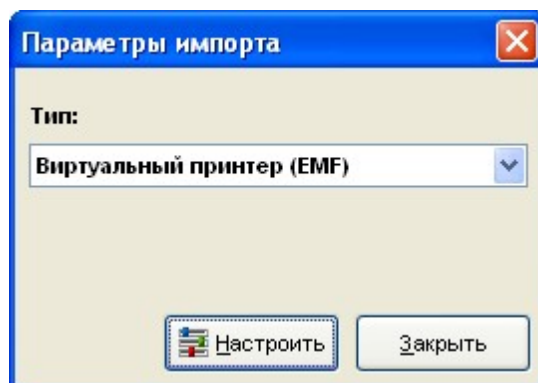 Параметры импорта
Тип:
Виртуальный принтер (EMF)
Настроить Закрыть